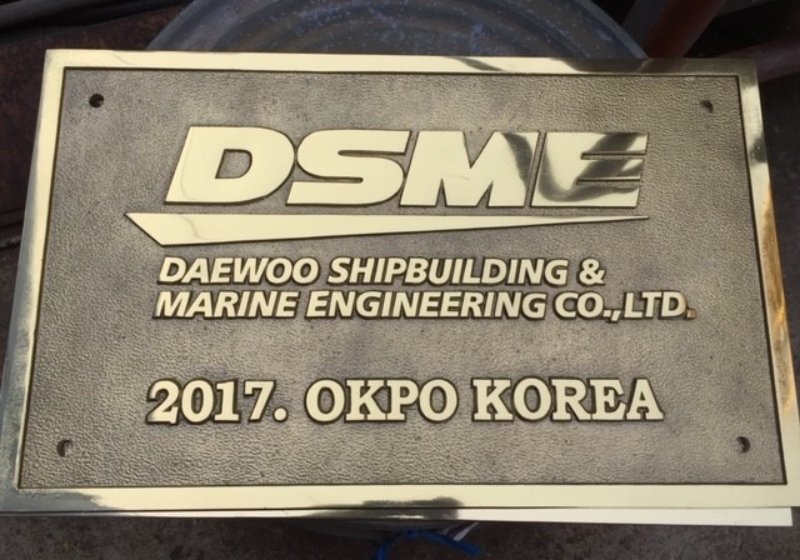 DSME
DAEWOO SHIPBUILDING &
MARINE ENGINEERING CO.,LTD.
2017. OKPO KOREA